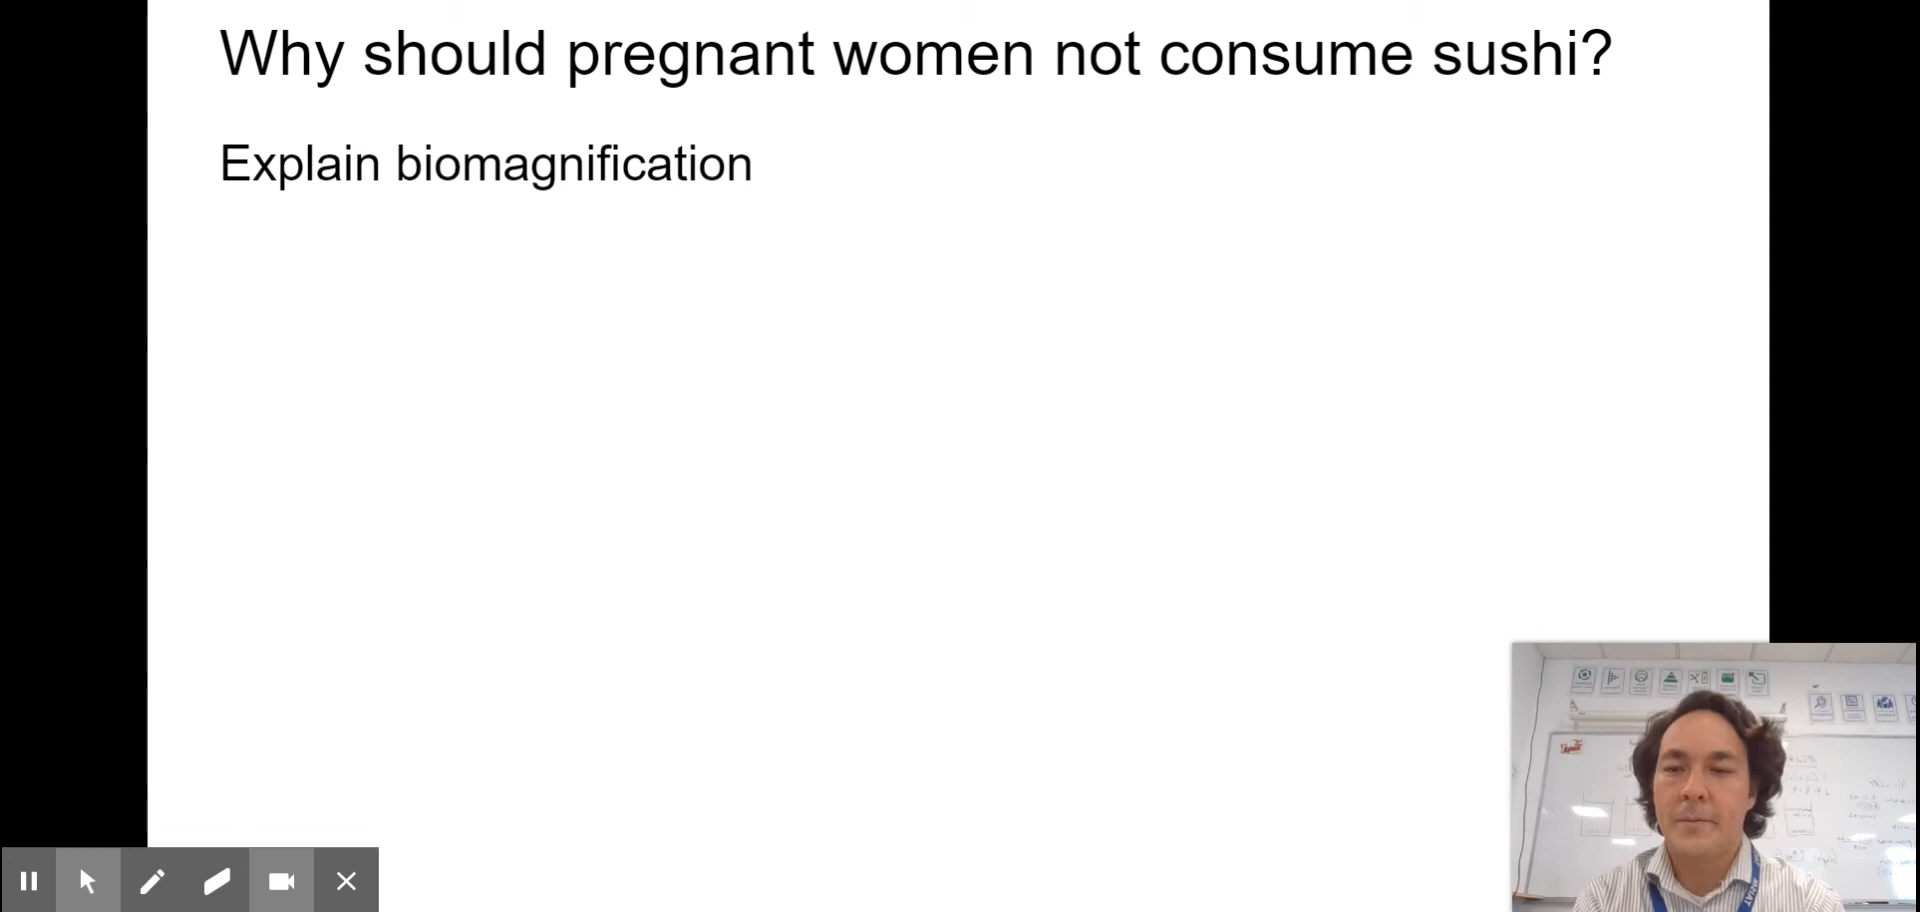 Why should pregnant women not consume sushi?
Explain biomagnification